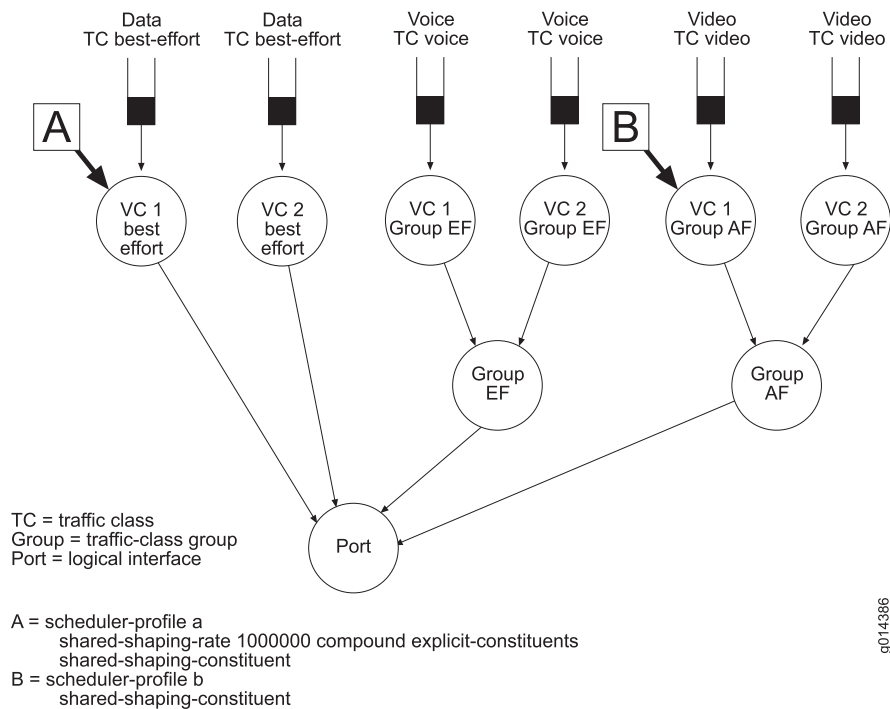 Data
TC best-effort
Data
TC best-effort
Voice
TC voice
Voice
TC voice
Video
TC video
Video
TC video
A
B
VC 1
best
effort
VC 2
best
effort
VC 1
Group EF
VC 2
Group EF
VC 1
Group AF
VC 2
Group AF
Group
EF
Group
AF
Port
TC = traffic class
Group = traffic-class group
Port = logical interface
A = scheduler-profile a
shared-shaping-rate 1000000 compound explicit-constituents
shared-shaping-constituent
B = scheduler-profile b
shared-shaping-constituent
g014386